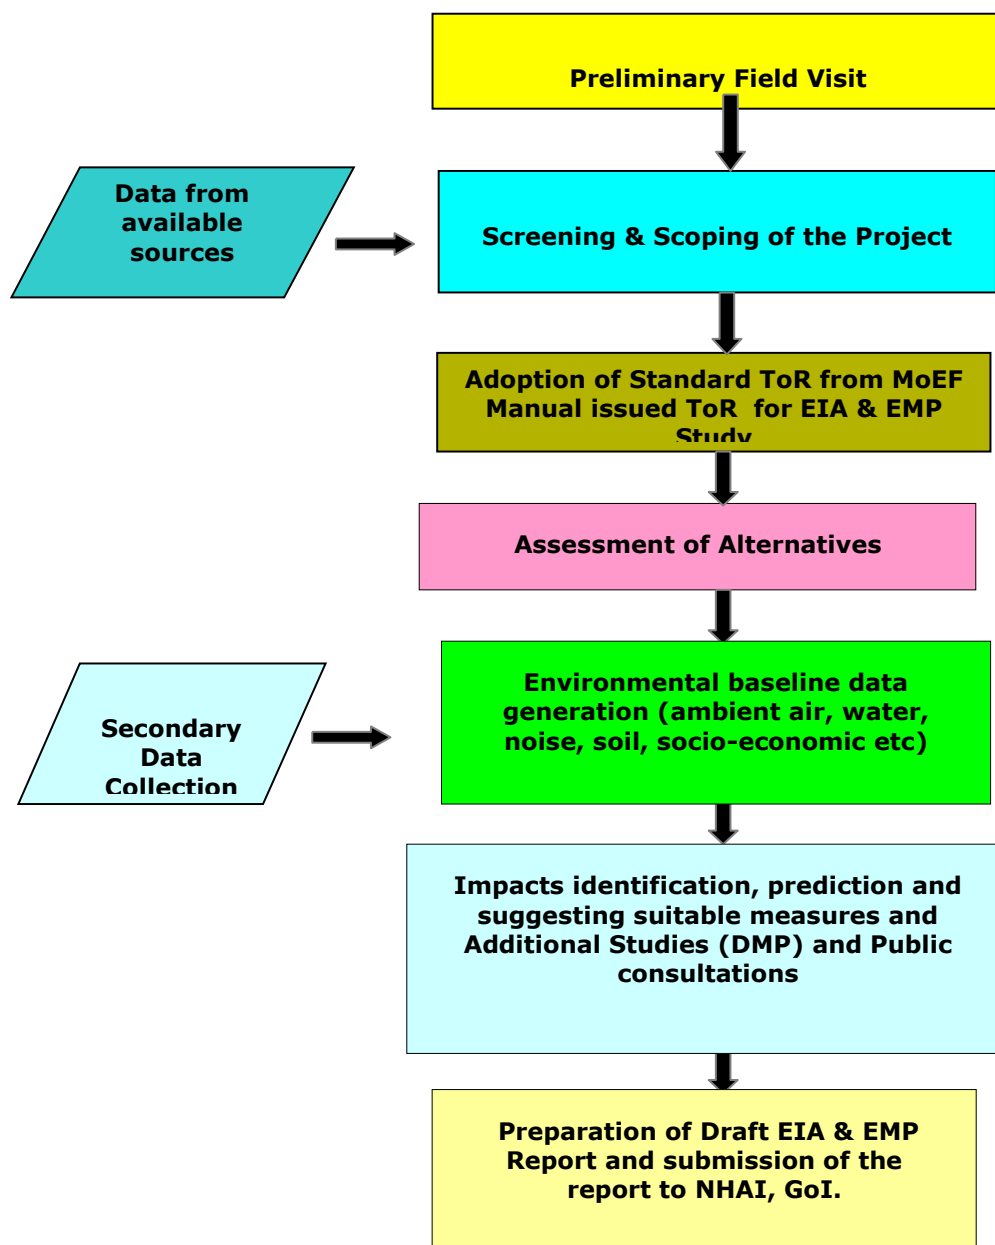 Preliminary Field Visit
Data from
available
sources
Screening & Scoping of the Project
Adoption of Standard ToR from MoEF
Manual issued ToR  for EIA & EMP
Study
Assessment of Alternatives
Secondary
Data
Collection
Environmental baseline data
generation (ambient air, water,
noise, soil, socio-economic etc)
Impacts identification, prediction and
suggesting suitable measures and
Additional Studies (DMP) and Public
consultations
Preparation of Draft EIA & EMP
Report and submission of the
report to NHAI, GoI.